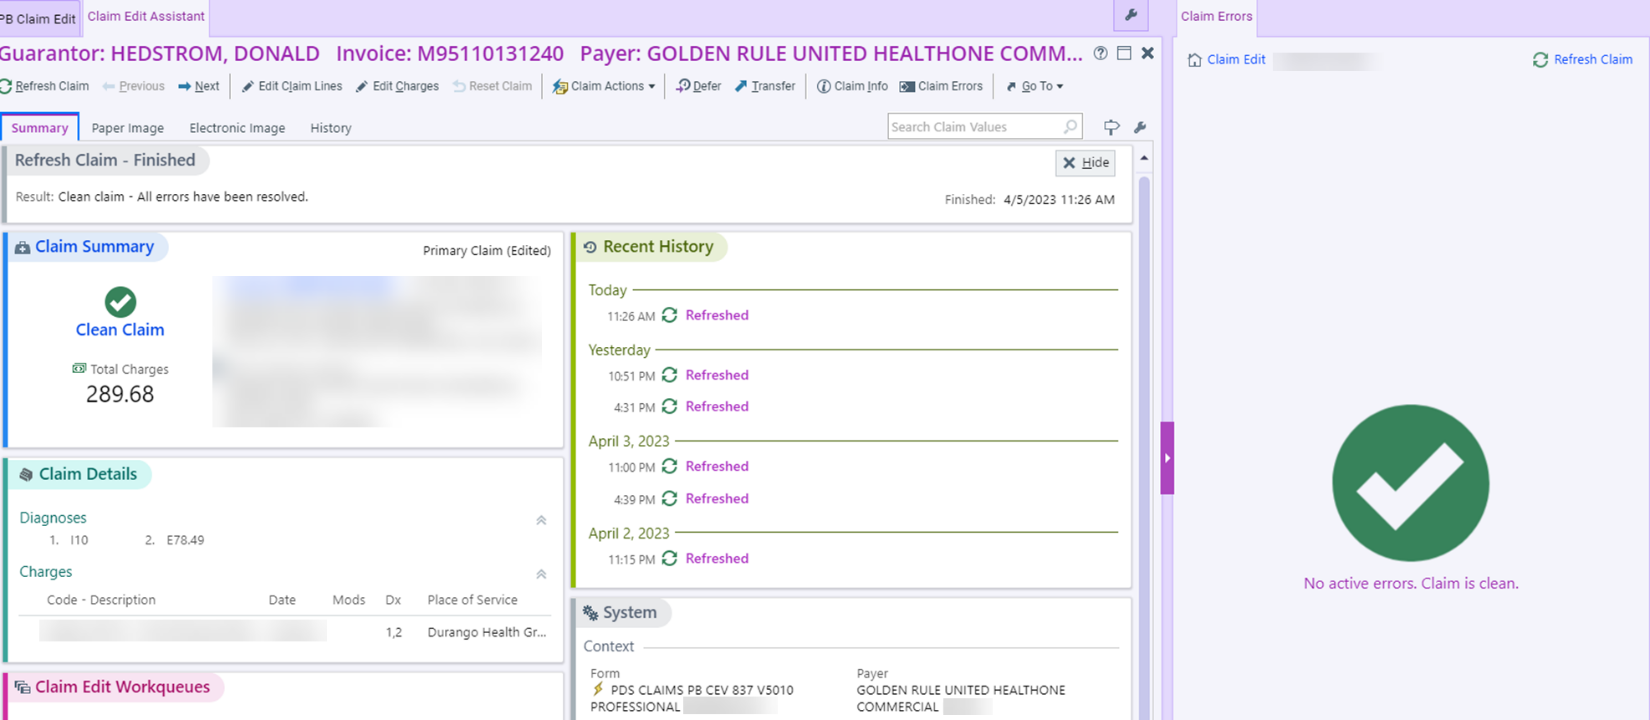 PB Claim Edit
Claim Edit Assistant
Guarantor: HEDSTROM, DONALD Invoice: M95110131240 Payer: GOLDEN RULE UNITED HEALTHONE COMM...
Refresh Claim Previous Next Edit Claim Lines Edit Charges Reset Claim Claim Actions Defer Transfer Claim Info Claim Errors Go To
Summary Paper Image Electronic Image History
Search Claim Values
Refresh Claim - Finished
Hide
Result: Clean claim - All errors have been resolved.
Finished: 4/5/2023 11:26 AM
Claim Summary
Primary Claim (Edited)
Clean Claim
Total Charges
289.68
Claim Details
Diagnoses
1. I10 2. E78.49
Charges
Code - Description Date Mods Dx Place of Service
1,2 Durango Health Gr...
Claim Edit Workqueues
Recent History
Today
11:26 AM Refreshed
Yesterday
10:51 PM Refreshed
4:31 PM Refreshed
April 3, 2023
11:00 PM Refreshed
4:39 PM Refreshed
April 2, 2023
11:15 PM Refreshed
System
Context
Form
PDS CLAIMS PB CEV 837 V5010
PROFESSIONAL
Payer
GOLDEN RULE UNITED HEALTHONE
COMMERCIAL
Claim Errors
Claim Edit
Refresh Claim
No active errors. Claim is clean.